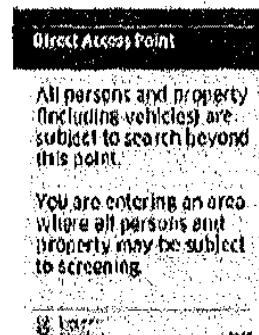 Direct Access Point
All persons and property
(including vehicles) are
subject to search beyond
this point.
You are entering an area
where all persons and
property may be subject
to screening.